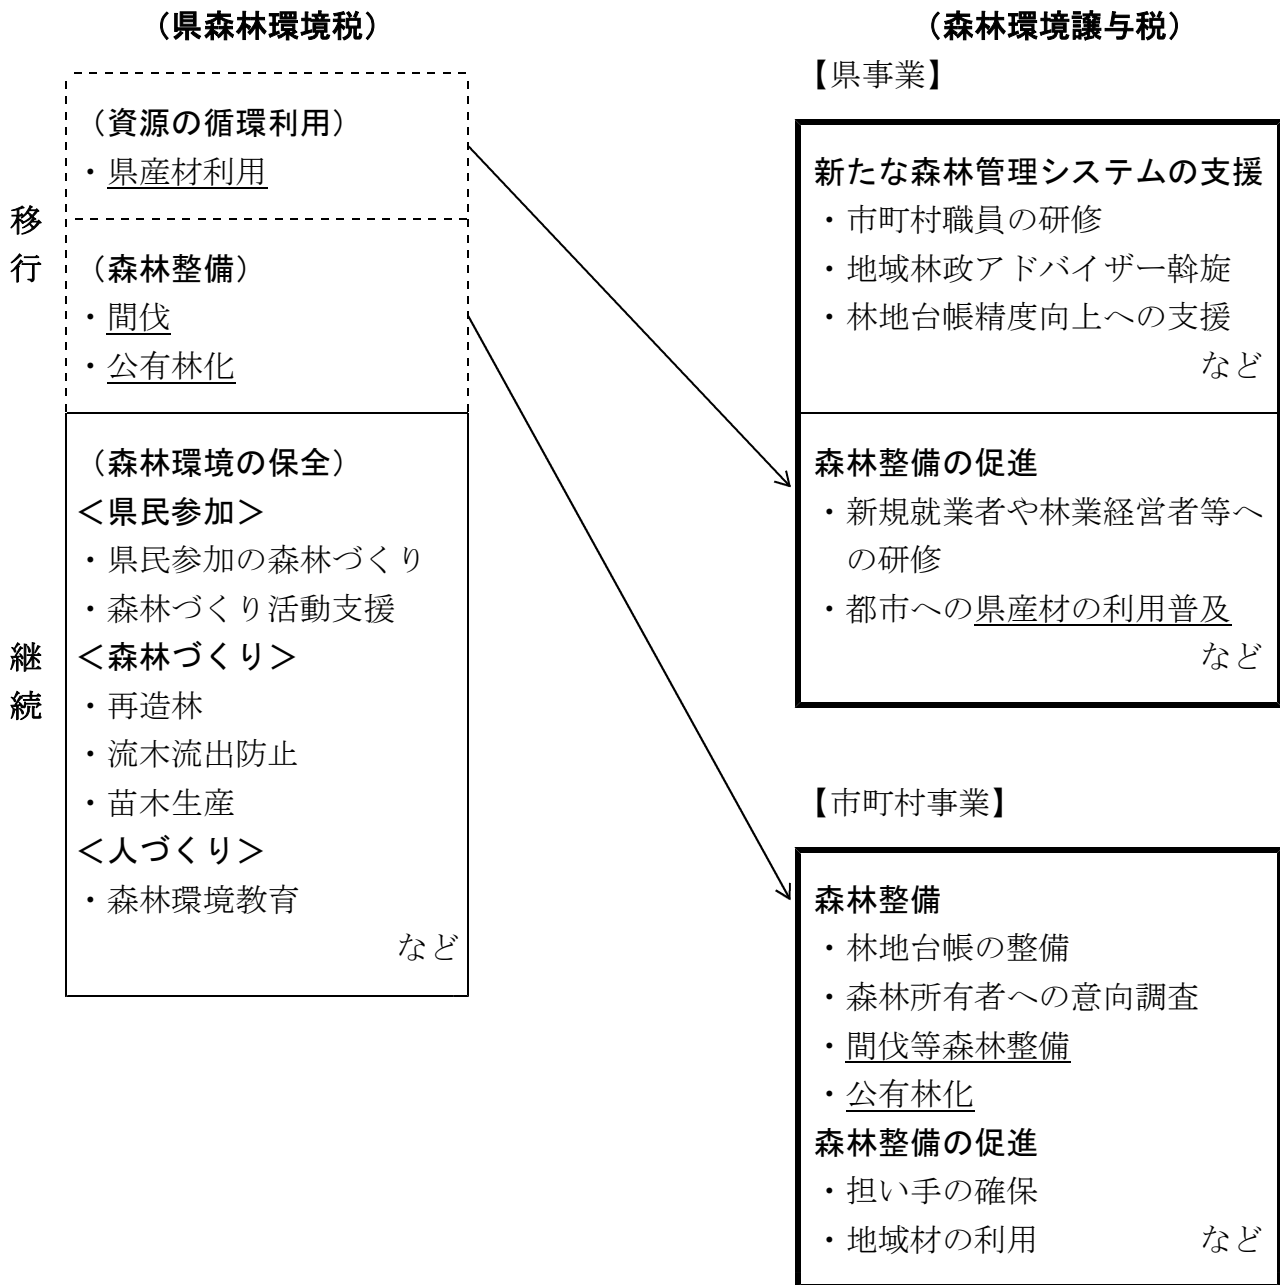 （県森林環境税）
移行
（資源の循環利用）
・県産材利用
（森林整備）
・間伐
・公有林化
継続
（森林環境の保全）
＜県民参加＞
・県民参加の森林づくり
・森林づくり活動支援
＜森林づくり＞
・再造林
・流木流出防止
・苗木生産
＜人づくり＞
・森林環境教育
など
（森林環境譲与税）
【県事業】
新たな森林管理システムの支援
・市町村職員の研修
・地域林政アドバイザー斡旋
・林地台帳精度向上への支援
など
森林整備の促進
・新規就業者や林業経営者等へ
の研修
・都市への県産材の利用普及
など
【市町村事業】
森林整備
・林地台帳の整備
・森林所有者への意向調査
・間伐等森林整備
・公有林化
森林整備の促進
・担い手の確保
・地域材の利用　など